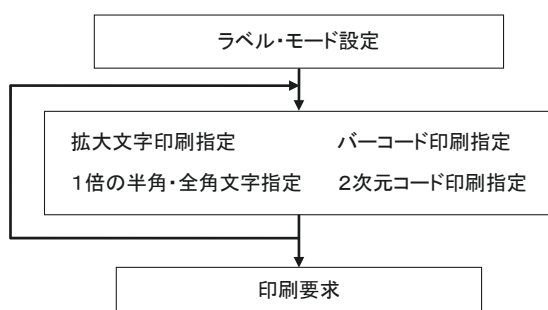 ラベル・モード設定
拡大文字印刷指定　バーコード印刷指定
１倍の半角・全角文字指定　２次元コード印刷指定
印刷要求